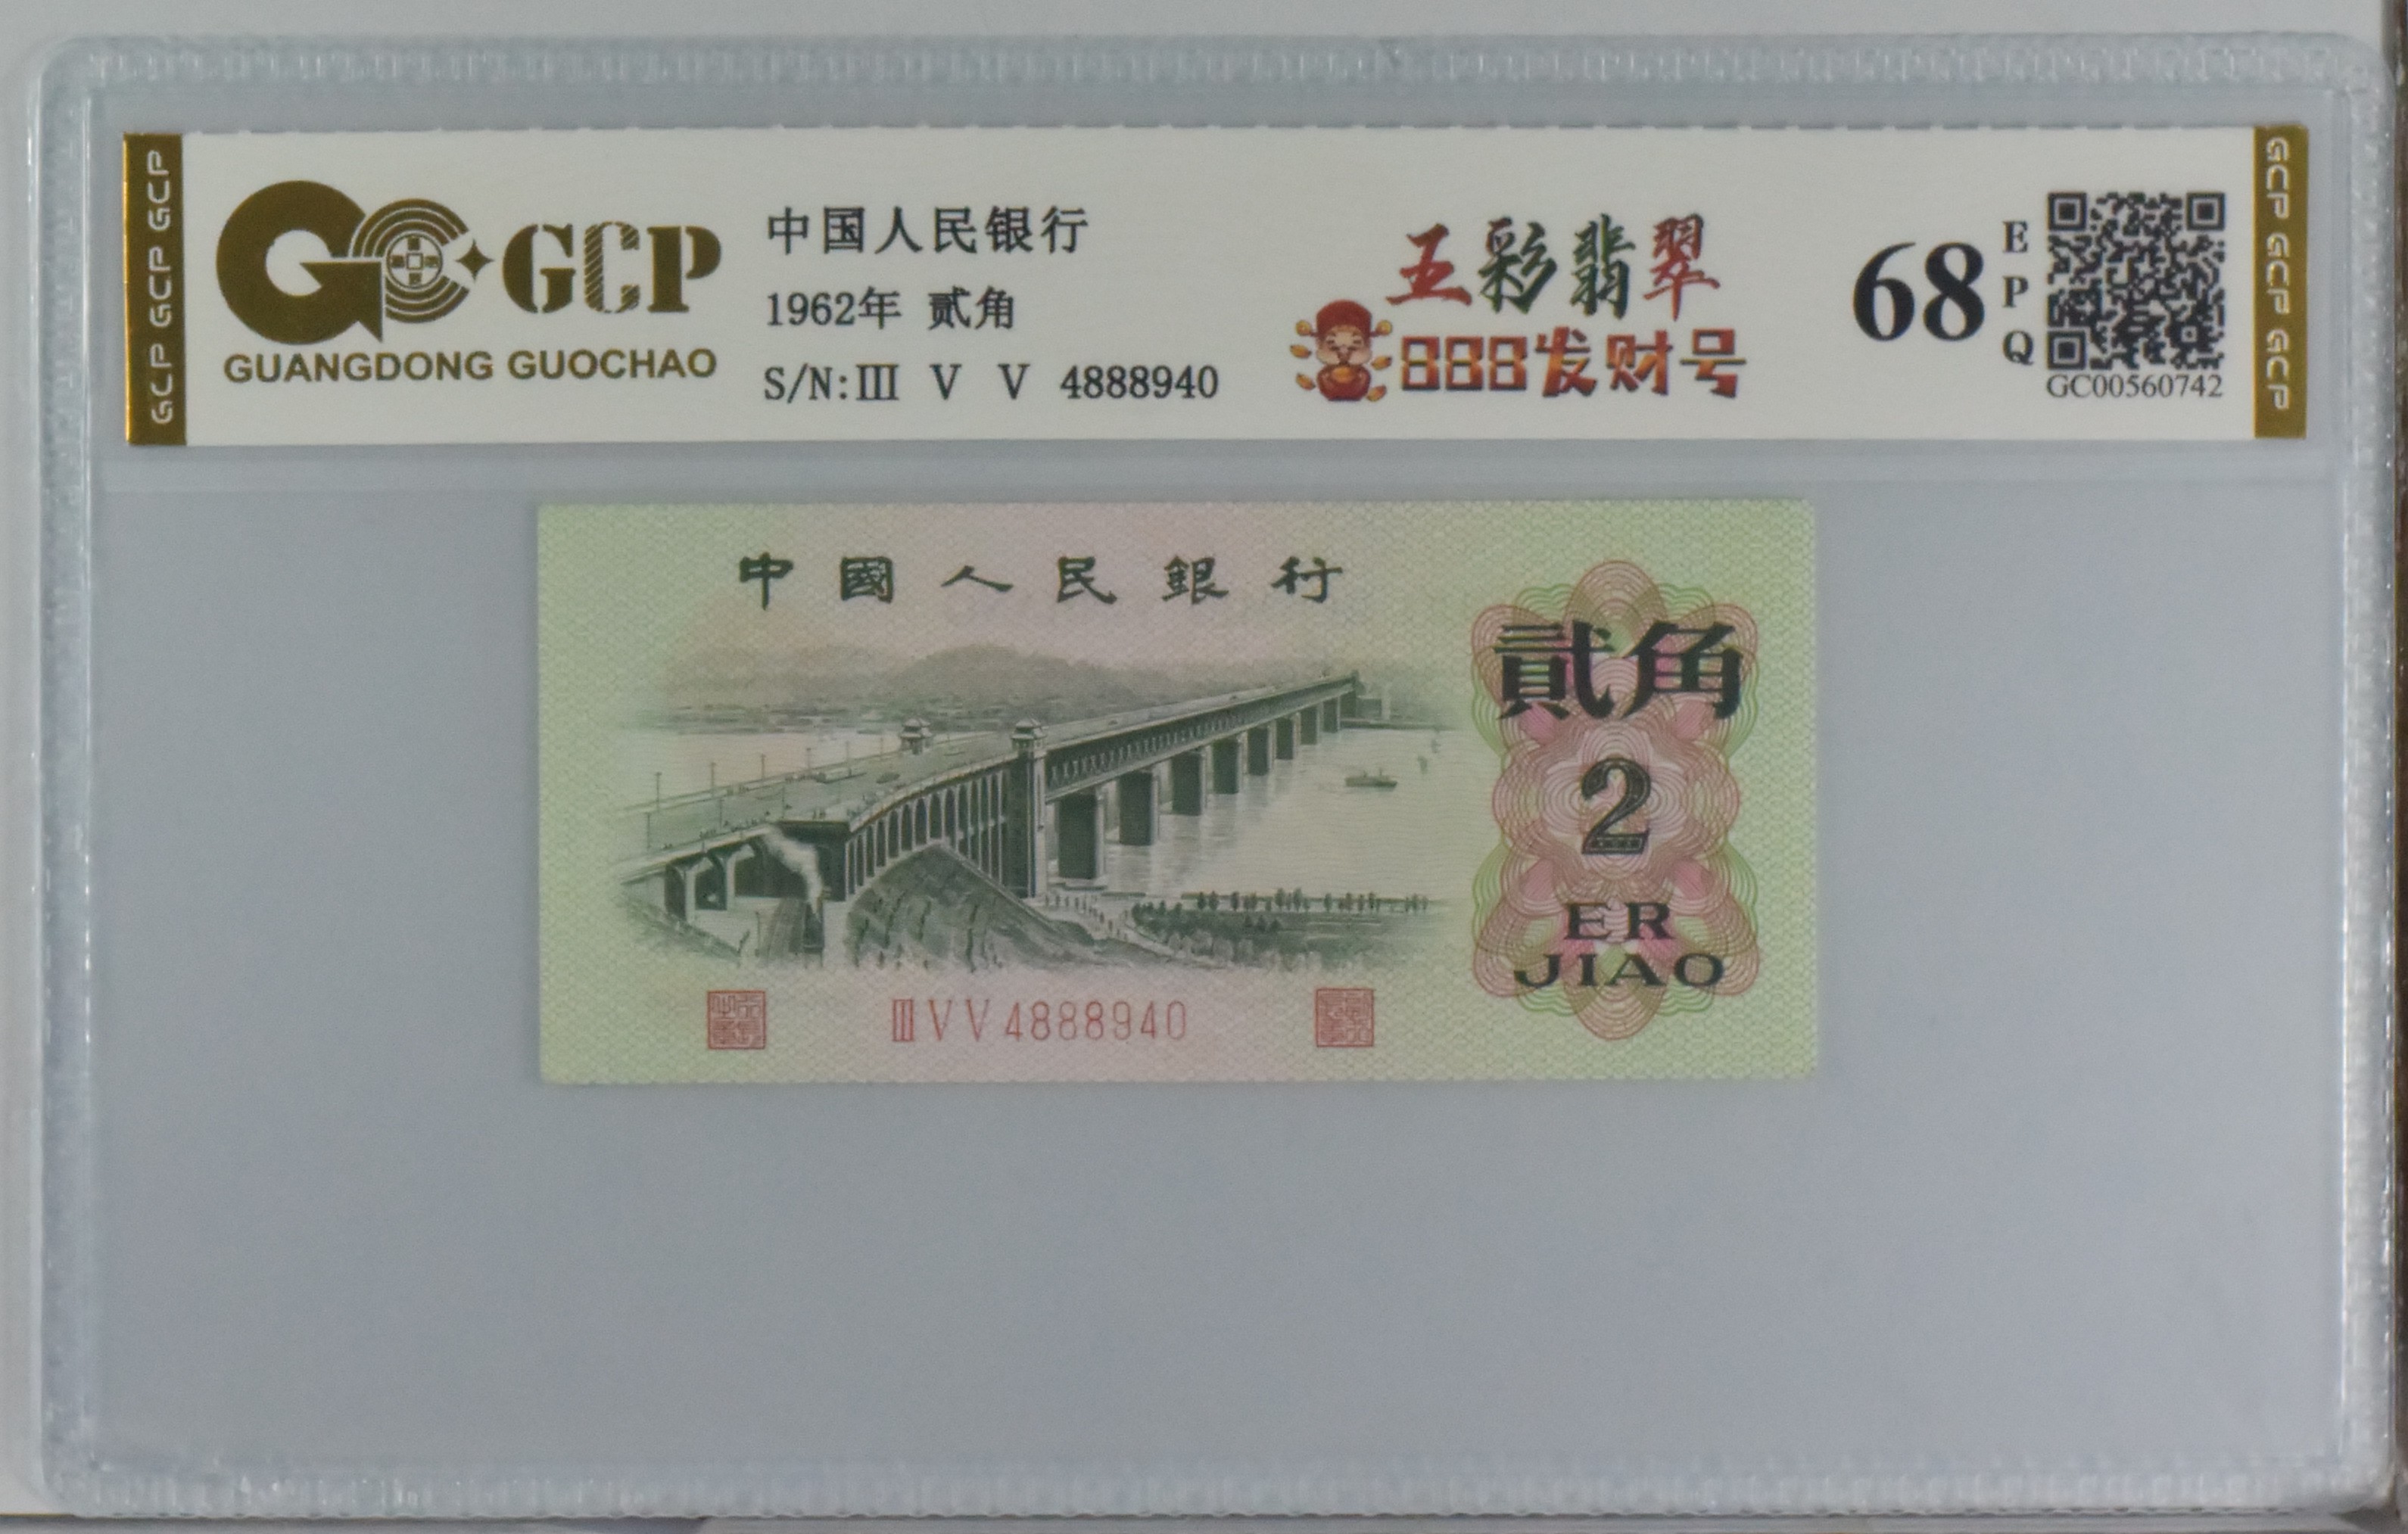 GCP GCP GCP
GCP
GUANGDONG GUOCHAO
中国人民银行
1962年 贰角
S/N:Ⅲ V V 4888940
五彩翡翠
888发财号
68
E
P
Q
GC00560742
GCP GCP GCP
中國人民銀行
貳角
2
ER
JIAO
ⅢVV4888940